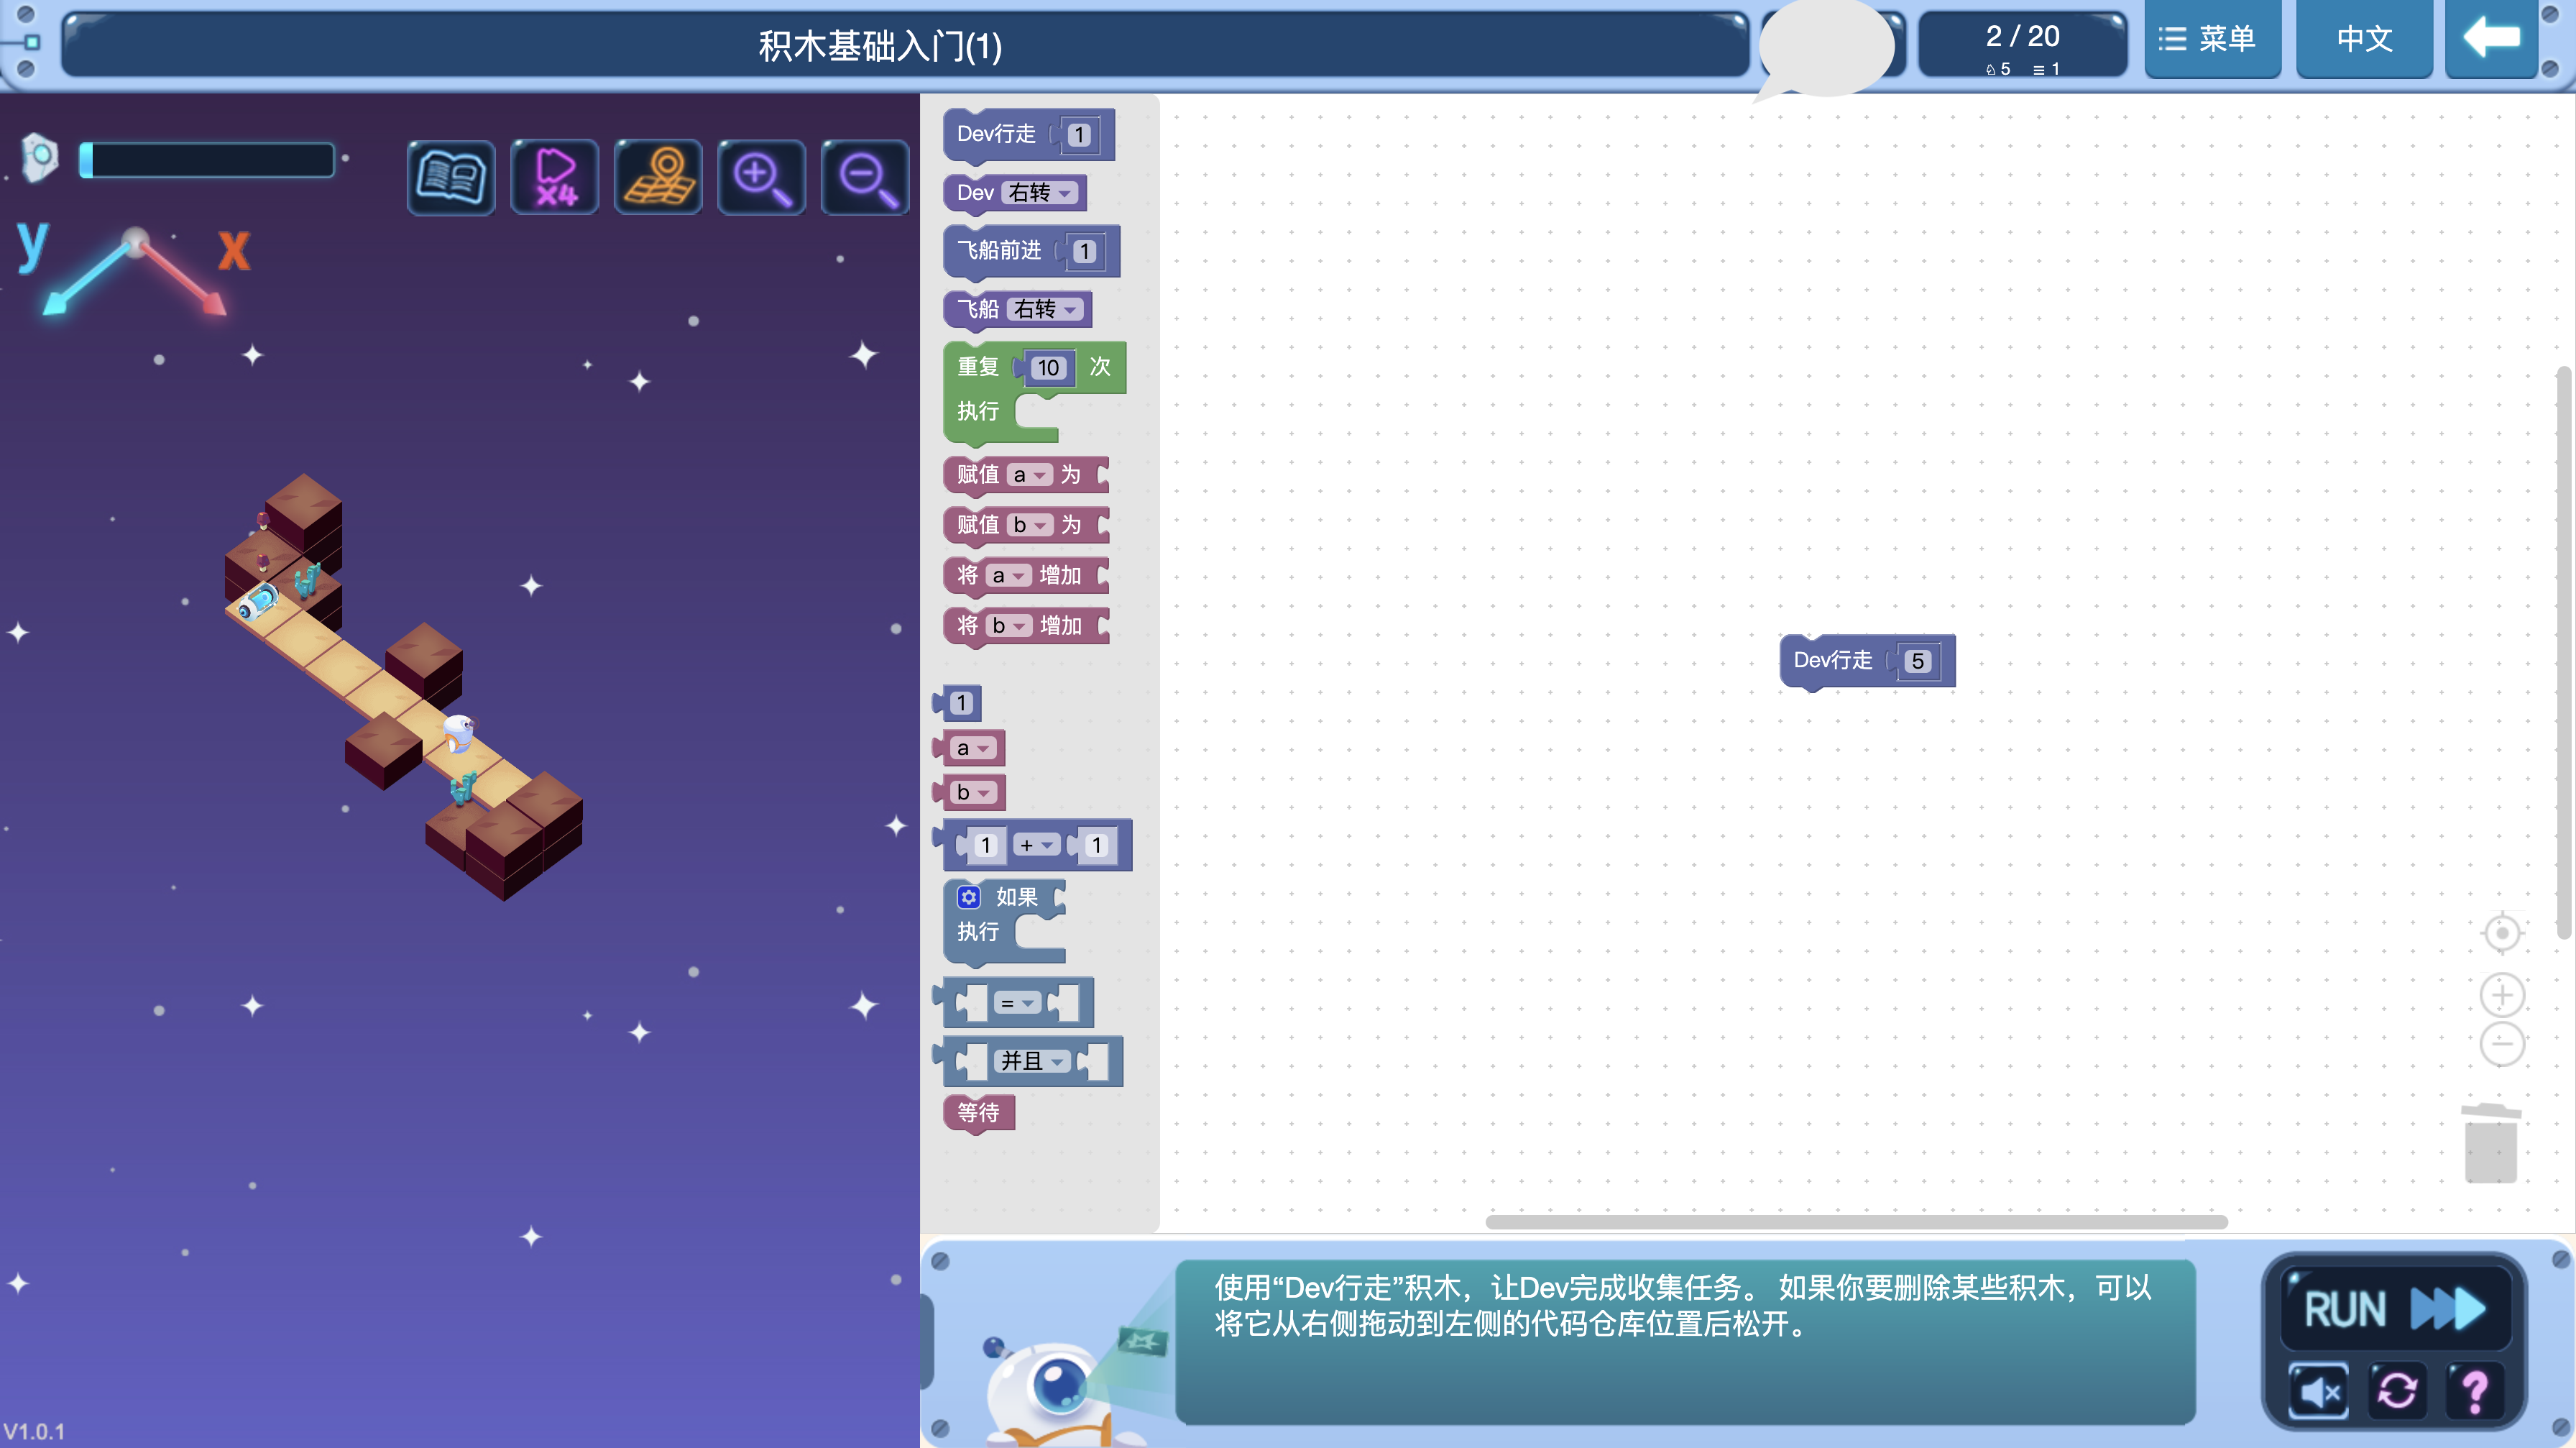 积木基础入门(1)
2 / 20
5 1
菜单
中文
X4
y
x
Dev行走 1
Dev 右转
飞船前进 1
飞船 右转
重复 10 次
执行
赋值 a 为
赋值 b 为
将 a 增加
将 b 增加
1
a
b
1 + 1
如果
执行
=
并且
等待
Dev行走 5
使用“Dev行走”积木，让Dev完成收集任务。 如果你要删除某些积木，可以
将它从右侧拖动到左侧的代码仓库位置后松开。
RUN
?
V1.0.1